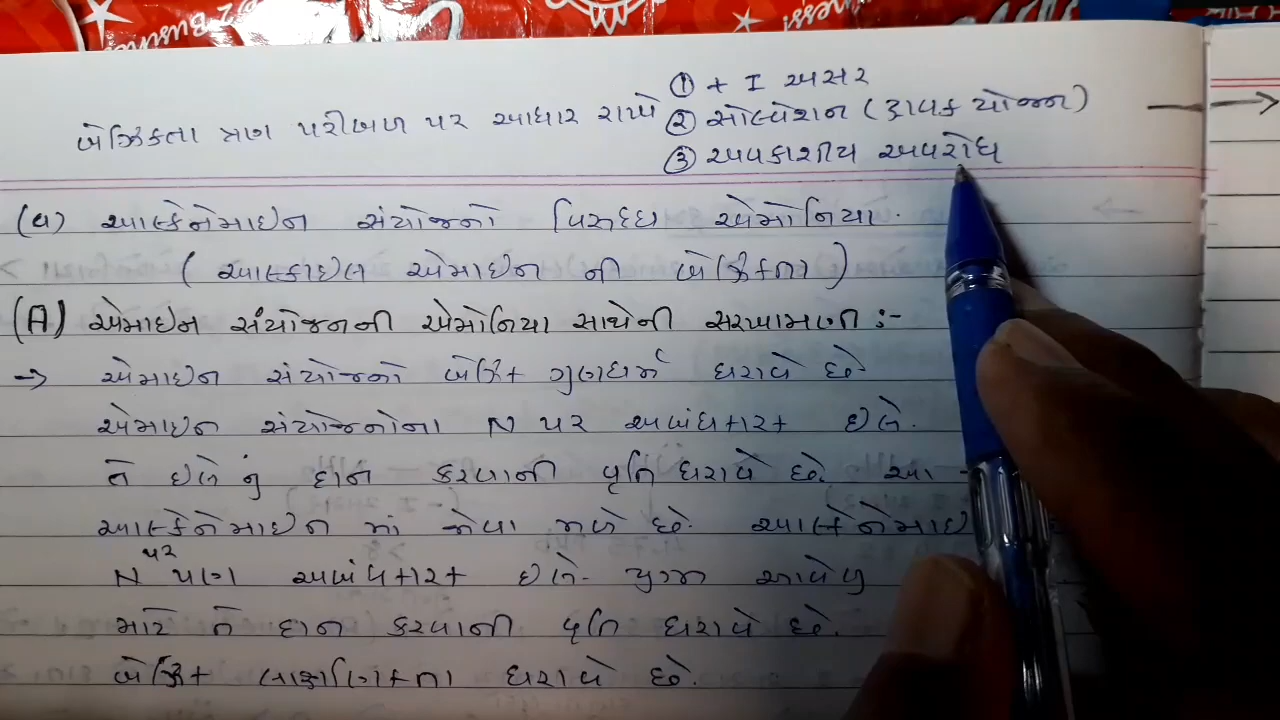 Busin
બેઝિકતા ત્રણ પરીબળ પર આધાર રાખે
① + I અસર
② સોલ્વેશન (દ્રાવક યોજન)
③ અવકાશીય અવરોધ
(બ) આલ્કેનેમાઇન સંયોજનો વિરુદ્ધ એમોનિયા.
( આલ્કાઇલ એમાઇન ની બેઝિકતા )
(A) એમાઇન સંયોજનની એમોનિયા સાથેની સરખામણી :-
→ એમાઇન સંયોજનો બેઝિક ગુણધર્મ ધરાવે છે
એમાઇન સંયોજનોના N પર અબંધકારક ઇલે.
તે ઇલે નું દાન કરવાની વૃતિ ધરાવે છે. આ
આલ્કેનેમાઇન માં જોવા મળે છે. આલ્કેનેમાઇ
N પર પણ અબંધકારક ઇલે. યુગ્મ આવેલુ
માટે તે દાન કરવાની વૃતિ ધરાવે છે.
બેઝિક લાક્ષણિકતા ધરાવે છે.